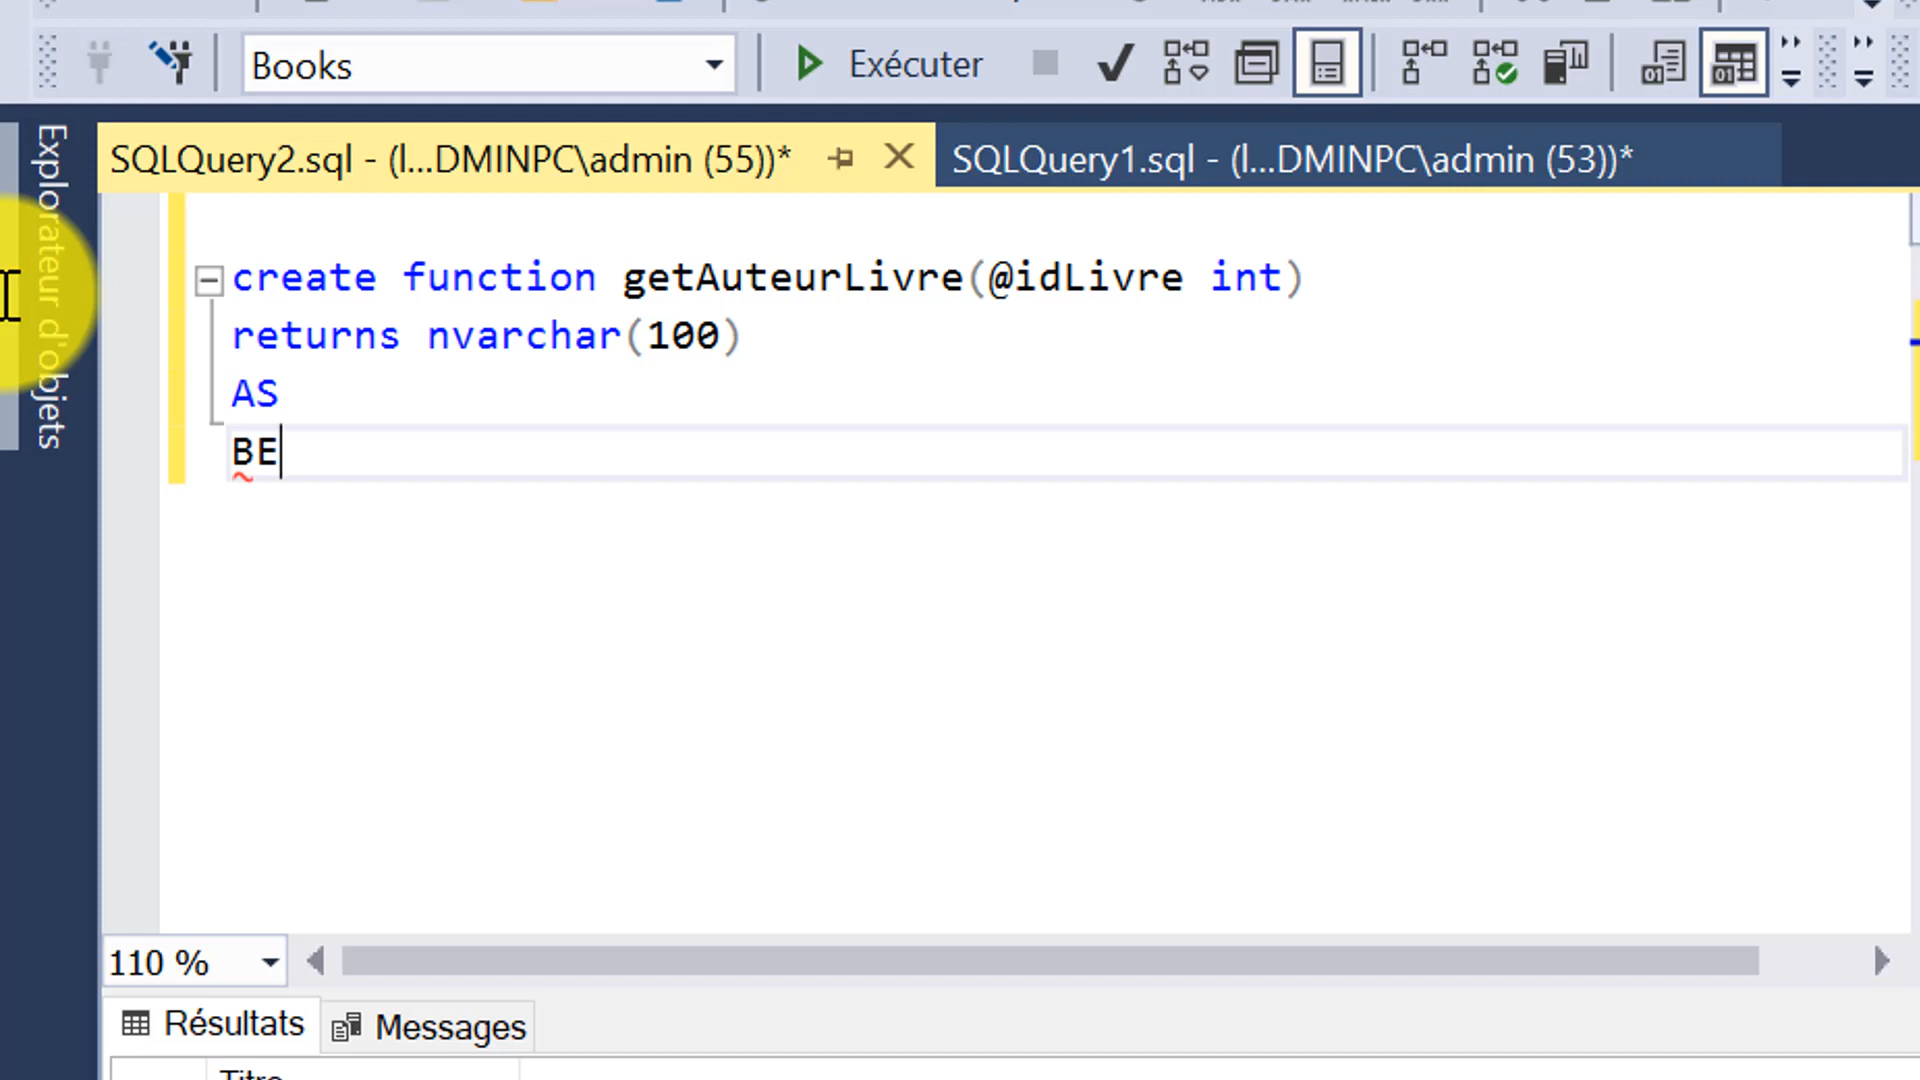 Books
Exécuter
Explorateur d'objets
SQLQuery2.sql - (l...DMINPC\admin (55))*
SQLQuery1.sql - (l...DMINPC\admin (53))*
create function getAuteurLivre(@idLivre int)
returns nvarchar(100)
AS
BE
110 %
Résultats
Messages
Titre